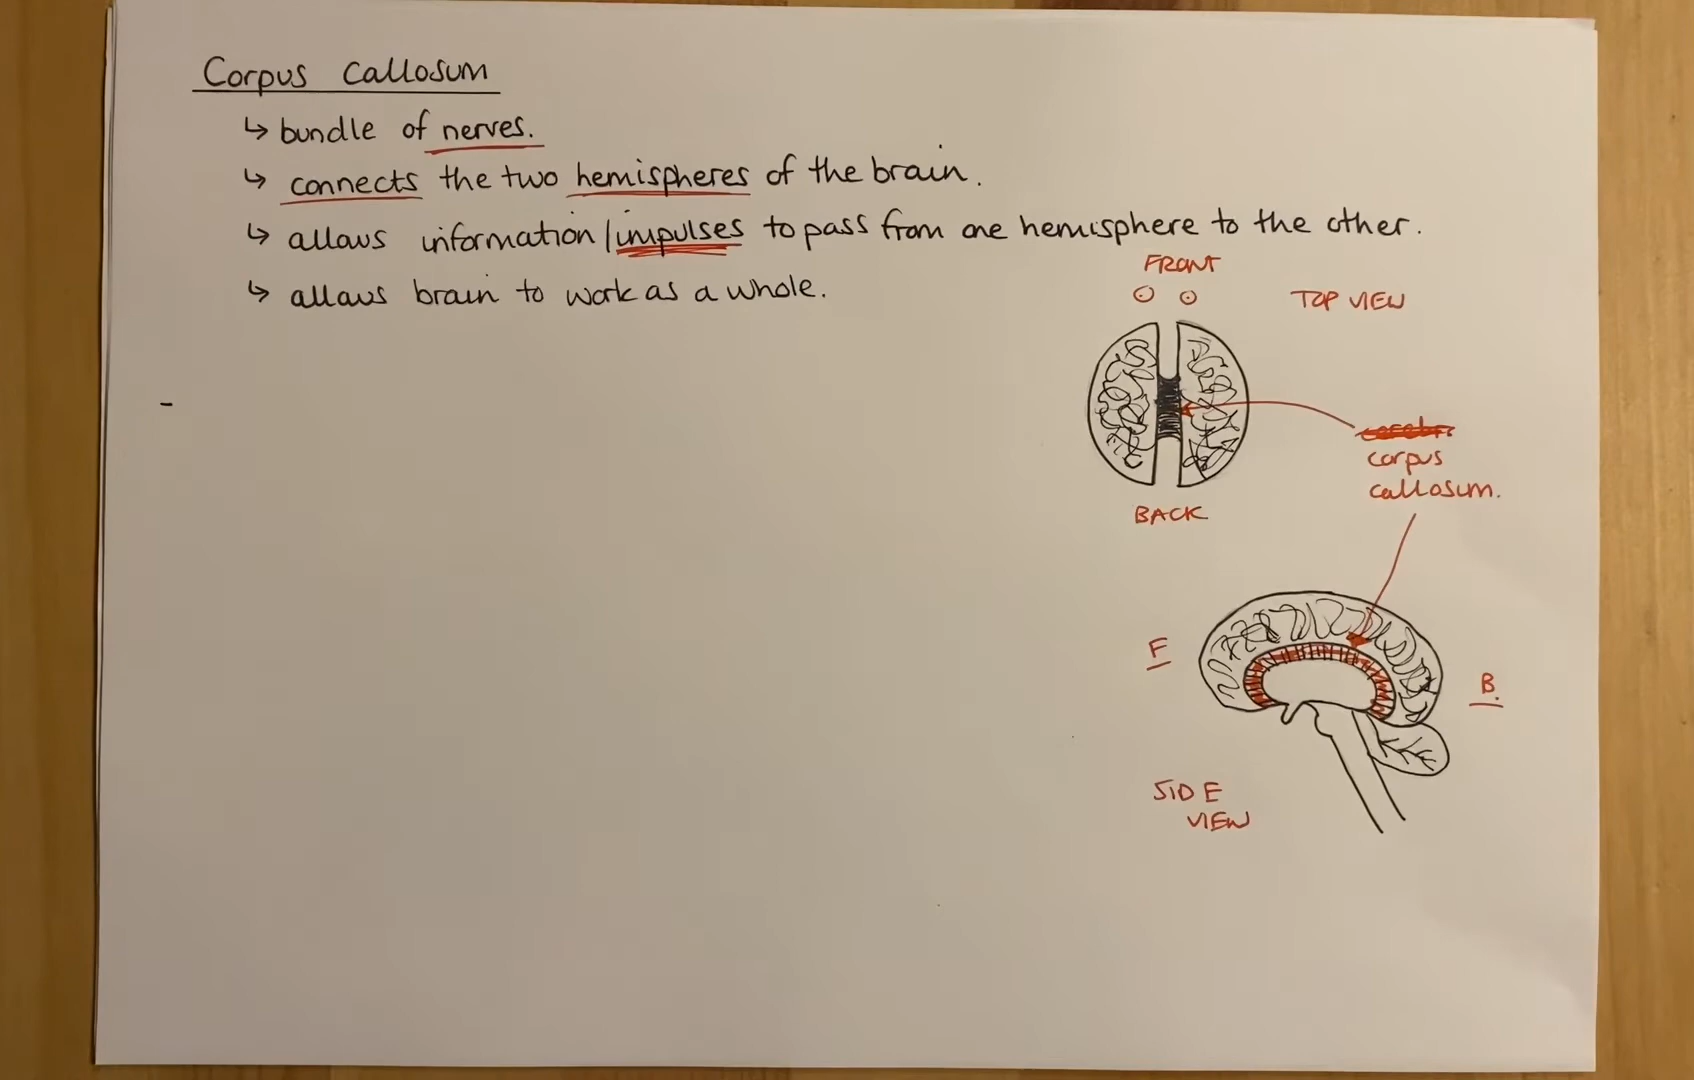 Corpus Callosum
↳ bundle of nerves.
↳ connects the two hemispheres of the brain.
↳ allows information/impulses to pass from one hemisphere to the other.
↳ allows brain to work as a whole.
FRONT
TOP VIEW
-
corpus
callosum.
BACK
F
B.
SIDE
VIEW